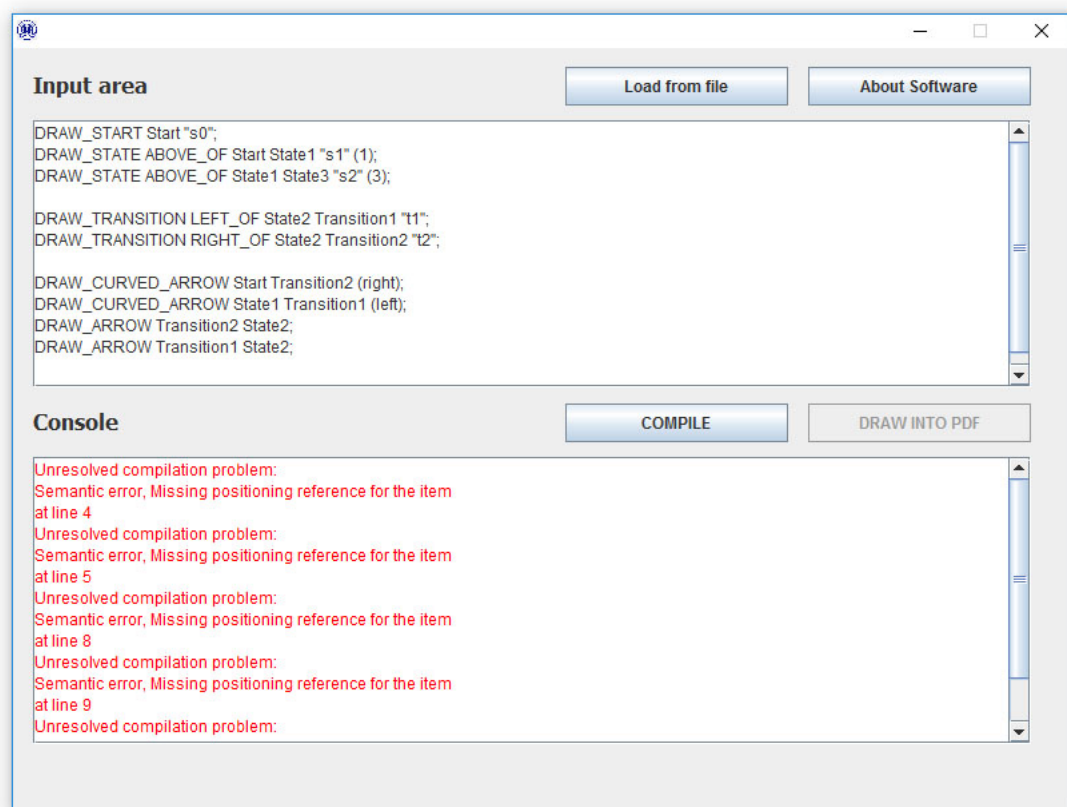 Input area
Load from file
About Software
DRAW_START Start "s0";
DRAW_STATE ABOVE_OF Start State1 "s1" (1);
DRAW_STATE ABOVE_OF State1 State3 "s2" (3);
DRAW_TRANSITION LEFT_OF State2 Transition1 "t1";
DRAW_TRANSITION RIGHT_OF State2 Transition2 "t2";
DRAW_CURVED_ARROW Start Transition2 (right);
DRAW_CURVED_ARROW State1 Transition1 (left);
DRAW_ARROW Transition2 State2;
DRAW_ARROW Transition1 State2;
Console
COMPILE
DRAW INTO PDF
Unresolved compilation problem:
Semantic error, Missing positioning reference for the item
at line 4
Unresolved compilation problem:
Semantic error, Missing positioning reference for the item
at line 5
Unresolved compilation problem:
Semantic error, Missing positioning reference for the item
at line 8
Unresolved compilation problem:
Semantic error, Missing positioning reference for the item
at line 9
Unresolved compilation problem: